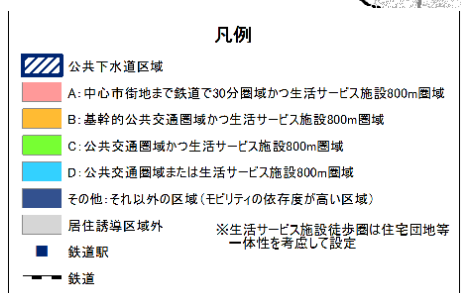 凡例
公共下水道区域
A:中心市街地まで鉄道で30分圏域かつ生活サービス施設800m圏域
B:基幹的公共交通圏域かつ生活サービス施設800m圏域
C:公共交通圏域かつ生活サービス施設800m圏域
D:公共交通圏域または生活サービス施設800m圏域
その他:それ以外の区域(モビリティの依存度が高い区域)
居住誘導区域外
※生活サービス施設徒歩圏は住宅団地等
一体性を考慮して設定
鉄道駅
鉄道